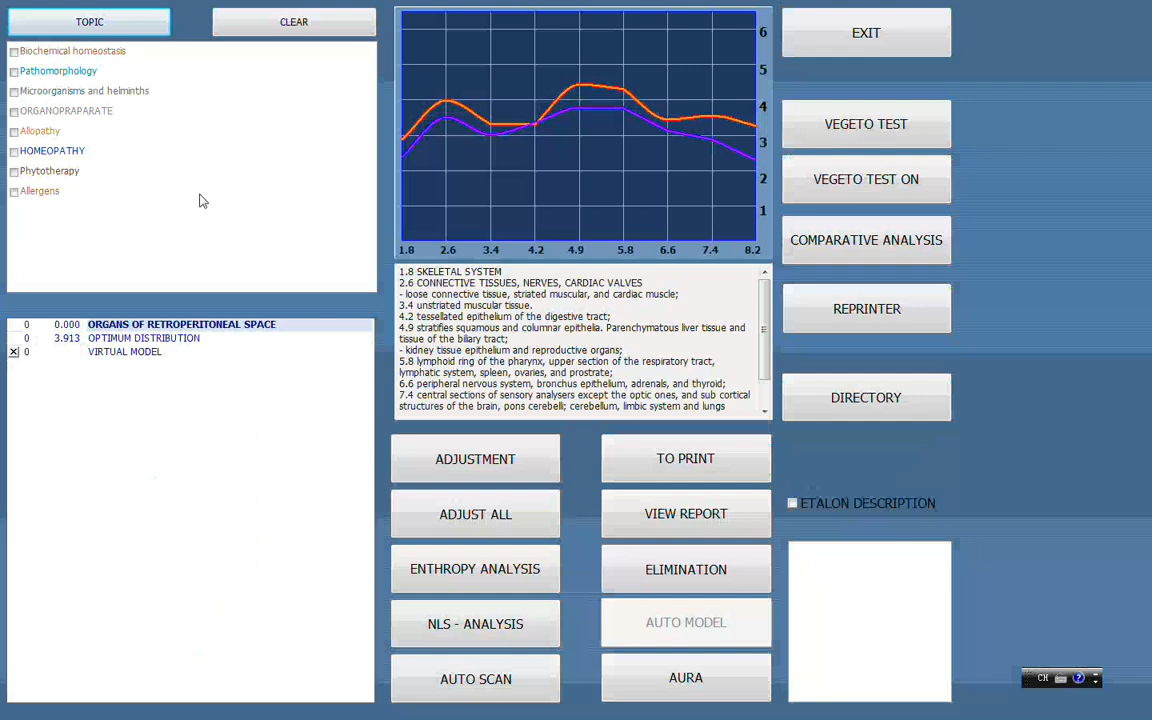 TOPIC
CLEAR
Biochemical homeostasis
Pathomorphology
Microorganisms and helminths
ORGANOPRAPARATE
Allopathy
HOMEOPATHY
Phytotherapy
Allergens
0 0.000 ORGANS OF RETROPERITONEAL SPACE
0 3.913 OPTIMUM DISTRIBUTION
0 VIRTUAL MODEL
6
5
4
3
2
1
1.8 2.6 3.4 4.2 4.9 5.8 6.6 7.4 8.2
1.8 SKELETAL SYSTEM
2.6 CONNECTIVE TISSUES, NERVES, CARDIAC VALVES
- loose connective tissue, striated muscular, and cardiac muscle;
3.4 unstriated muscular tissue.
4.2 tessellated epithelium of the digestive tract;
4.9 stratifies squamous and columnar epithelia. Parenchymatous liver tissue and
tissue of the biliary tract;
- kidney tissue epithelium and reproductive organs;
5.8 lymphoid ring of the pharynx, upper section of the respiratory tract,
lymphatic system, spleen, ovaries, and prostrate;
6.6 peripheral nervous system, bronchus epithelium, adrenals, and thyroid;
7.4 central sections of sensory analysers except the optic ones, and sub cortical
structures of the brain, pons cerebelli; cerebellum, limbic system and lungs
ADJUSTMENT
ADJUST ALL
ENTHROPY ANALYSIS
NLS - ANALYSIS
AUTO SCAN
TO PRINT
VIEW REPORT
ELIMINATION
AUTO MODEL
AURA
EXIT
VEGETO TEST
VEGETO TEST ON
COMPARATIVE ANALYSIS
REPRINTER
DIRECTORY
ETALON DESCRIPTION
CH